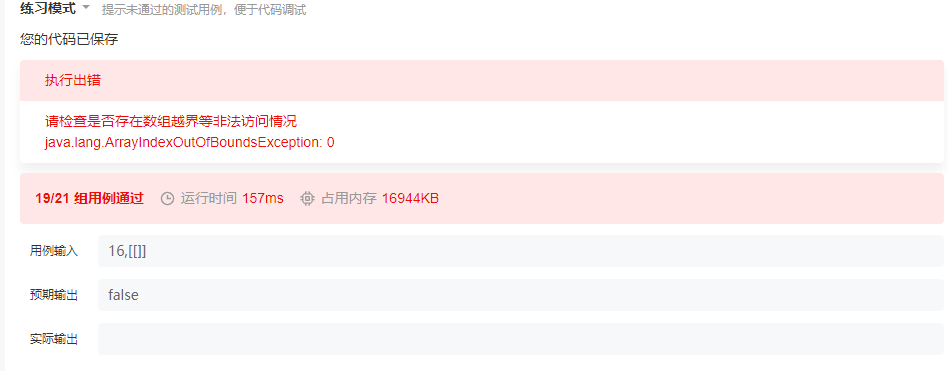 练习模式 提示未通过的测试用例，便于代码调试
您的代码已保存
执行出错
请检查是否存在数组越界等非法访问情况
java.lang.ArrayIndexOutOfBoundsException: 0
19/21 组用例通过 运行时间 157ms 占用内存 16944KB
用例输入 16,[[]]
预期输出 false
实际输出